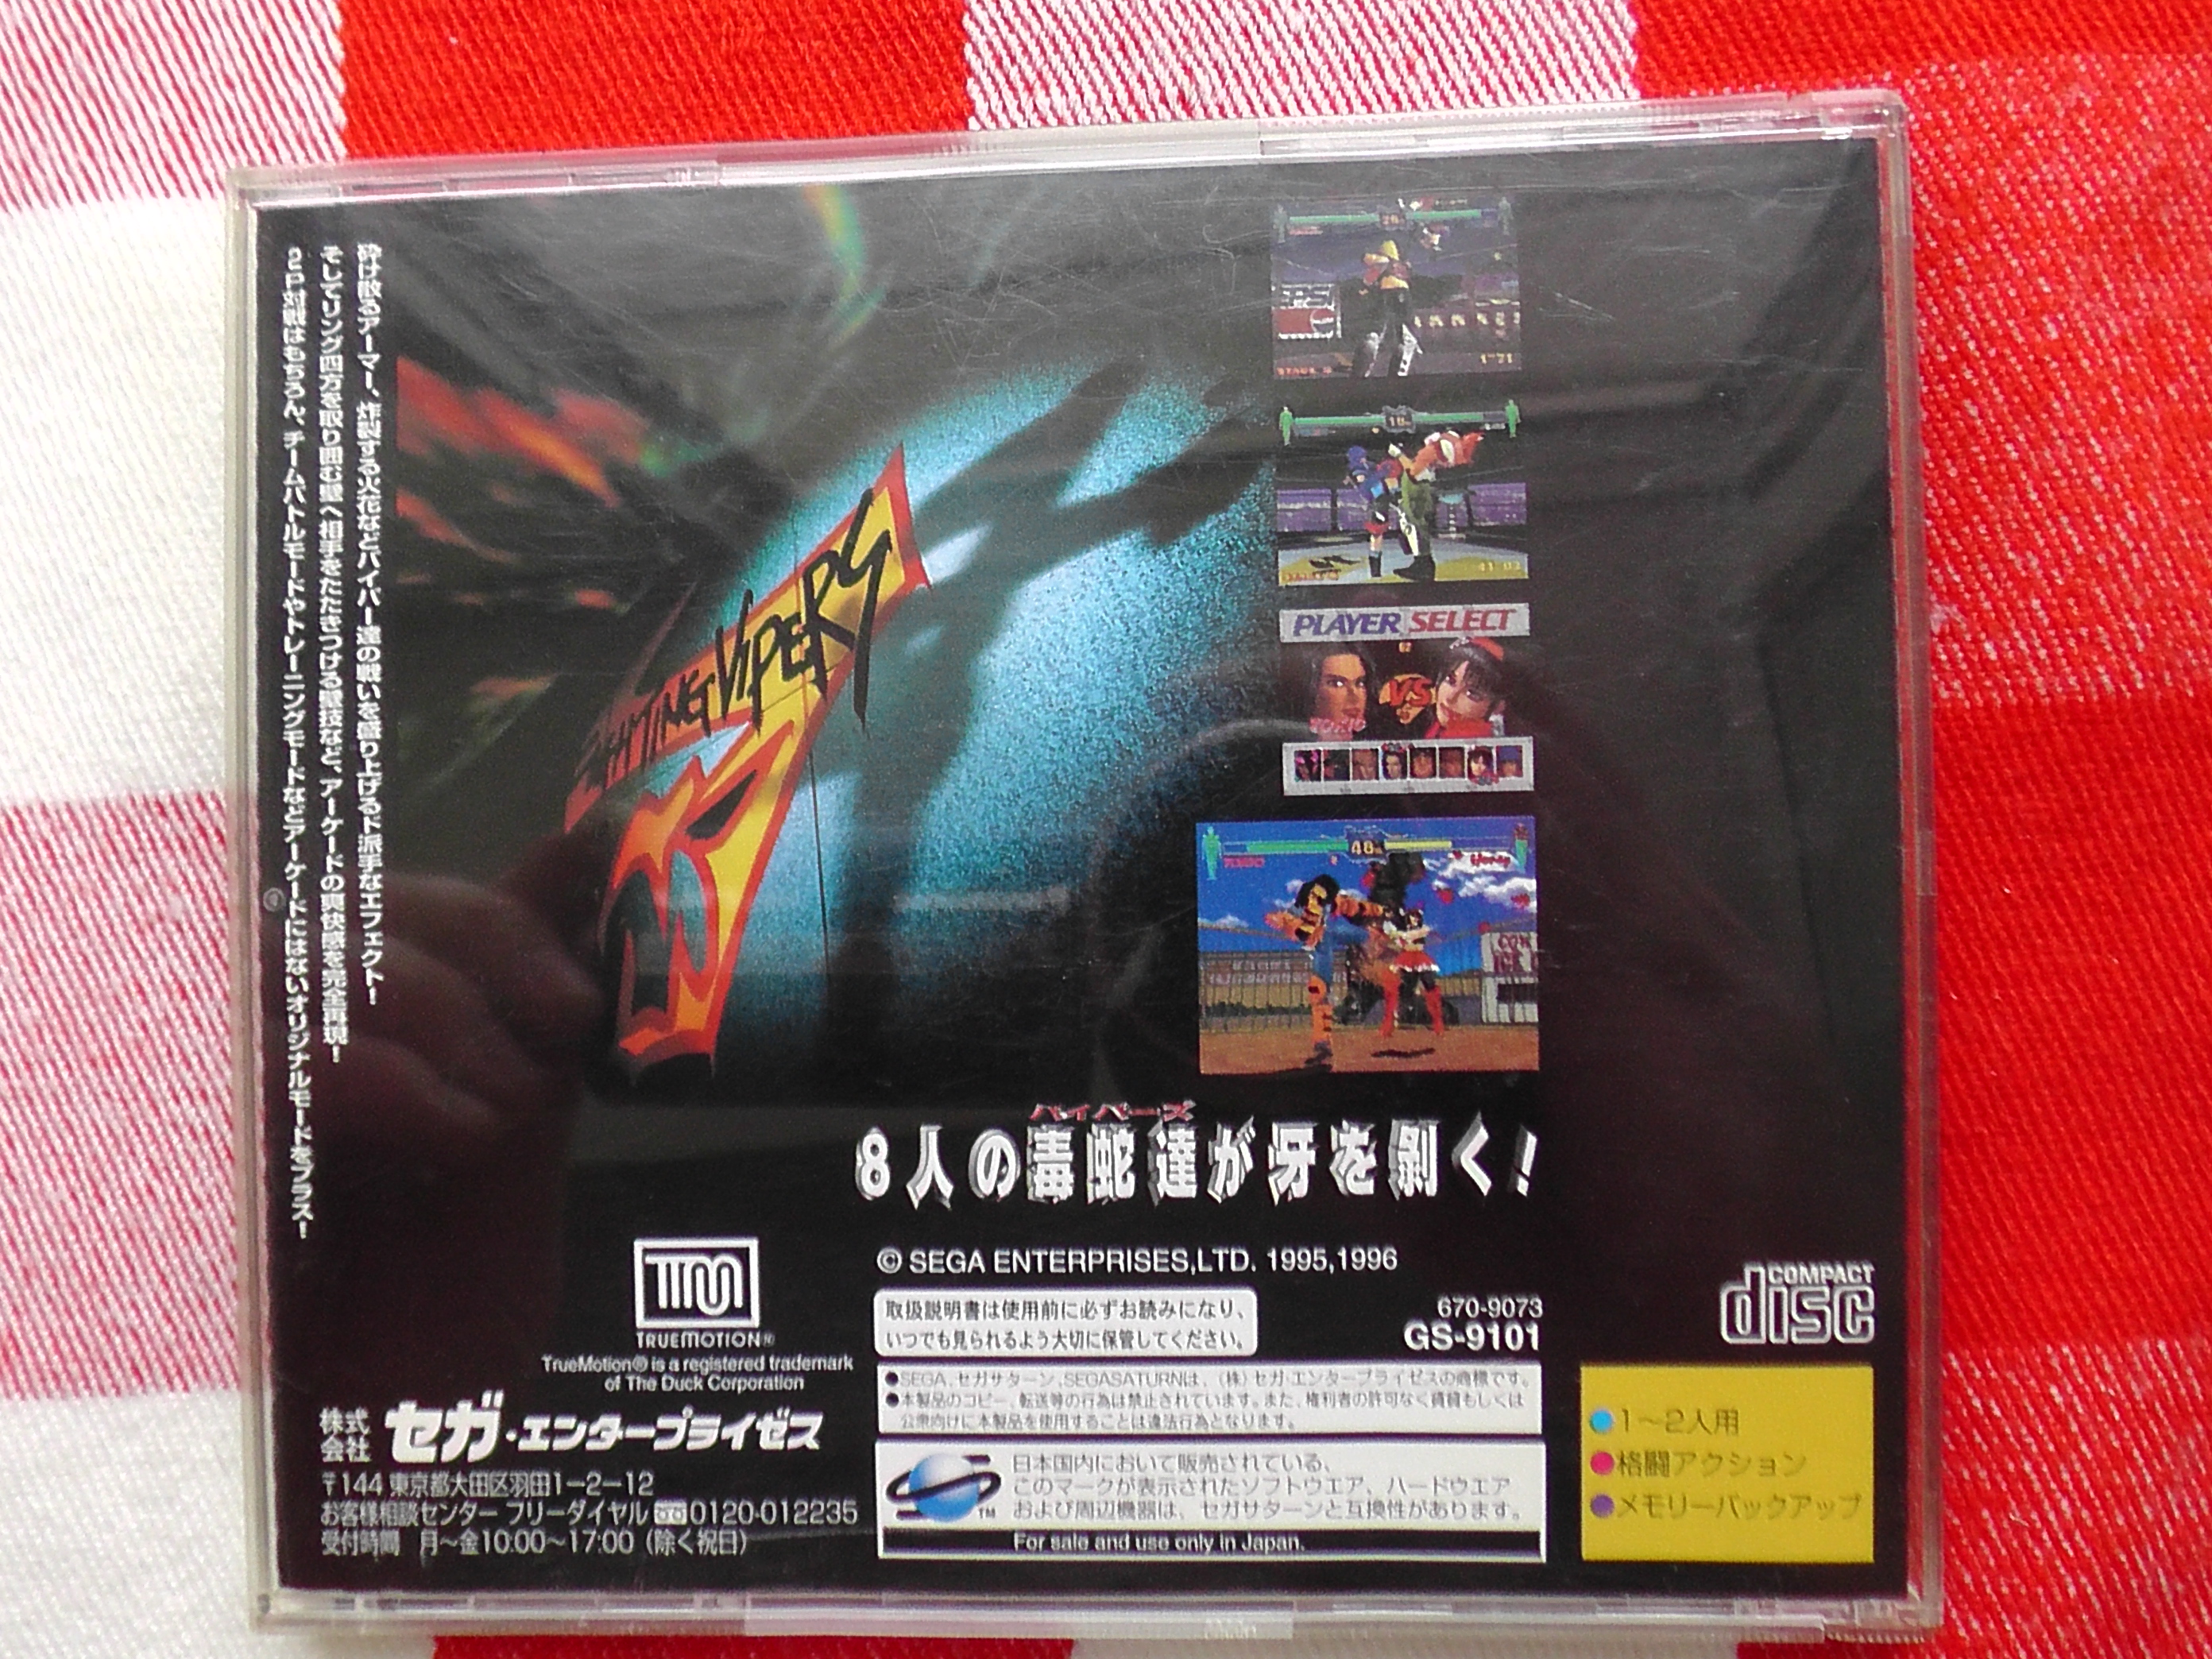 砕け散るアーマー、炸裂する火花などバイパー達の戦いを盛り上げるド派手なエフェクト！
そしてリング四方を取り囲む壁へ相手をたたきつける壁技など、アーケードの爽快感を完全再現！
2P対戦はもちろん、チームバトルモードやトレーニングモードなどアーケードにはないオリジナルモードをプラス！
FIGHTING VIPERS
PLAYER SELECT
VS
48
Honey
バイパーズ
8人の毒蛇達が牙を剝く！
TM
TRUEMOTION®
TrueMotion® is a registered trademark
of The Duck Corporation
株式会社 セガ・エンタープライゼス
〒144 東京都大田区羽田1－2－12
お客様相談センター フリーダイヤル 0120-012235
受付時間 月～金10:00～17:00（除く祝日）
© SEGA ENTERPRISES,LTD. 1995,1996
取扱説明書は使用前に必ずお読みになり、
いつでも見られるよう大切に保管してください。
670-9073
GS-9101
●SEGA、セガサターン、SEGASATURNは、（株）セガ・エンタープライゼスの商標です。
●本製品のコピー、転送等の行為は禁止されています。また、権利者の許可なく賃貸もしくは
公衆向けに本製品を使用することは違法行為となります。
日本国内において販売されている、
このマークが表示されたソフトウエア、ハードウエア
および周辺機器は、セガサターンと互換性があります。
TM
For sale and use only in Japan.
COMPACT
disc
●1～2人用
●格闘アクション
●メモリーバックアップ